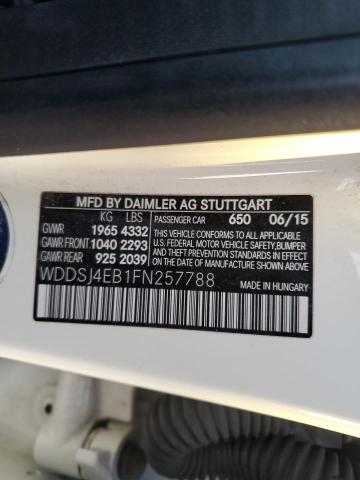 MFD BY DAIMLER AG STUTTGART
KG LBS PASSENGER CAR 650 06/15
GVWR 1965 4332 THIS VEHICLE CONFORMS TO ALL APPLICABLE
GAWR FRONT 1040 2293 U.S. FEDERAL MOTOR VEHICLE SAFETY, BUMPER
GAWR REAR 925 2039 AND THEFT PREVENTION STANDARDS IN EFFECT
ON THE DATE OF MANUFACTURE SHOWN ABOVE.
WDDSJ4EB1FN257788
MADE IN HUNGARY